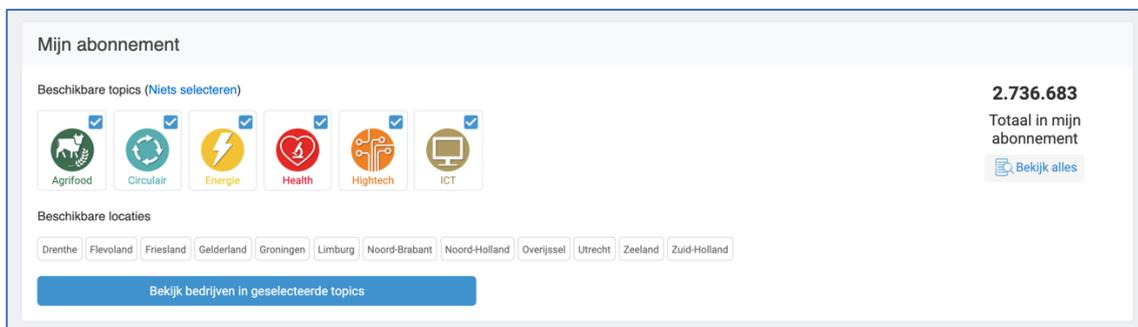 Mijn abonnement
Beschikbare topics (Niets selecteren)
Agrifood
Circulair
Energie
Health
Hightech
ICT
2.736.683
Totaal in mijn
abonnement
Bekijk alles
Beschikbare locaties
Drenthe Flevoland Friesland Gelderland Groningen Limburg Noord-Brabant Noord-Holland Overijssel Utrecht Zeeland Zuid-Holland
Bekijk bedrijven in geselecteerde topics